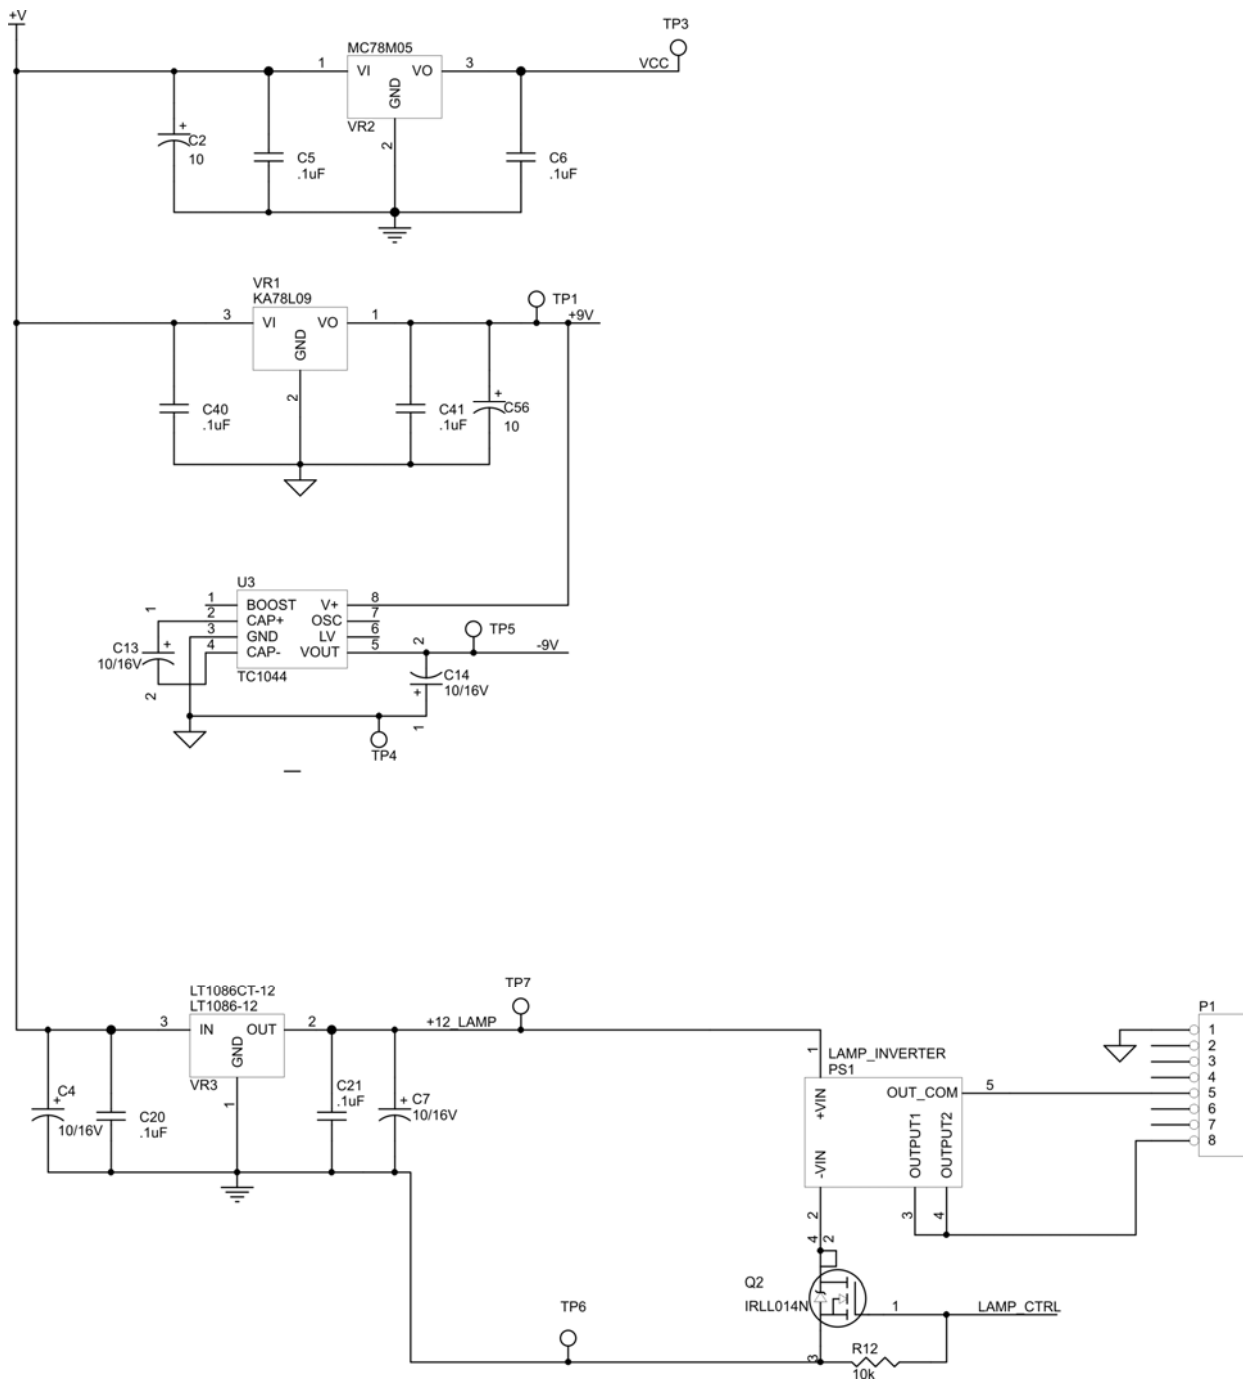 +V
TP3
MC78M05
1 VI VO 3 VCC
GND
VR2
2
+
C2
10
C5
.1uF
C6
.1uF
VR1
KA78L09
TP1
3 VI VO 1 +9V
GND
2
C40
.1uF
C41
.1uF
+
C56
10
U3
1 BOOST V+ 8
2 CAP+ OSC 7
3 GND LV 6
4 CAP- VOUT 5
TC1044
1
+
C13
10/16V
2
TP5
-9V
2
C14
+ 10/16V
1
TP4
LT1086CT-12
LT1086-12
3 IN OUT 2 +12_LAMP
GND
VR3
1
TP7
+
C4
10/16V
C20
.1uF
C21
.1uF
+ C7
10/16V
1
LAMP_INVERTER
PS1
OUT_COM 5
+VIN
-VIN
OUTPUT1
OUTPUT2
2
3
4
P1
1
2
3
4
5
6
7
8
4 2
Q2
IRLL014N
1 LAMP_CTRL
3
R12
10k
TP6